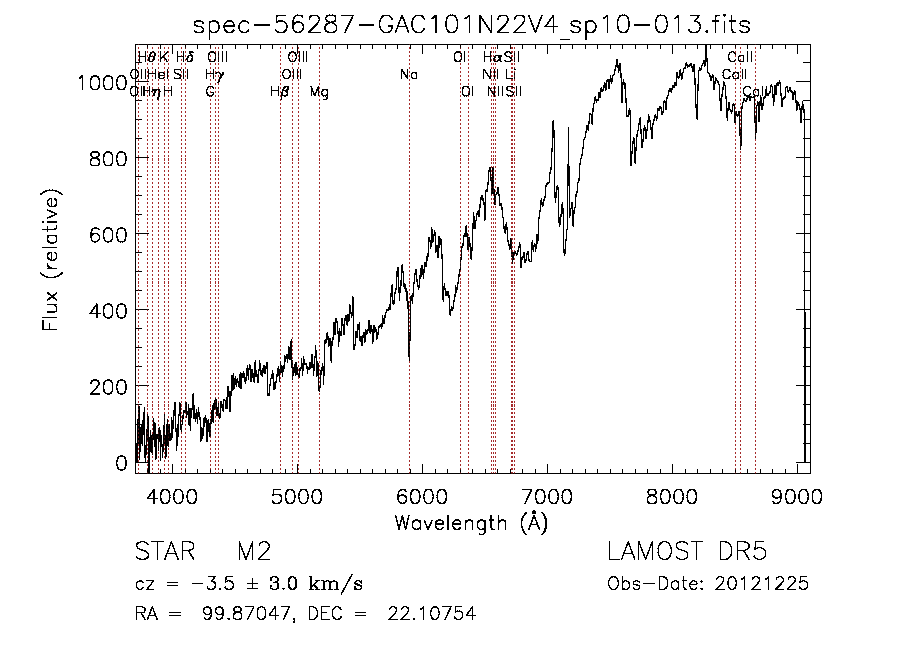 spec-56287-GAC101N22V4_sp10-013.fits
Hθ K Hδ OIII OIII OI Hα SII CaII
OII HeI SII Hγ OIII NII Li CaII
OII Hη H G Hβ Mg Na OI NII SII CaII
1000
800
600
400
200
0
Flux (relative)
4000 5000 6000 7000 8000 9000
Wavelength (Å)
STAR M2 LAMOST DR5
cz = −3.5 ± 3.0 km/s Obs−Date: 20121225
RA = 99.87047, DEC = 22.10754